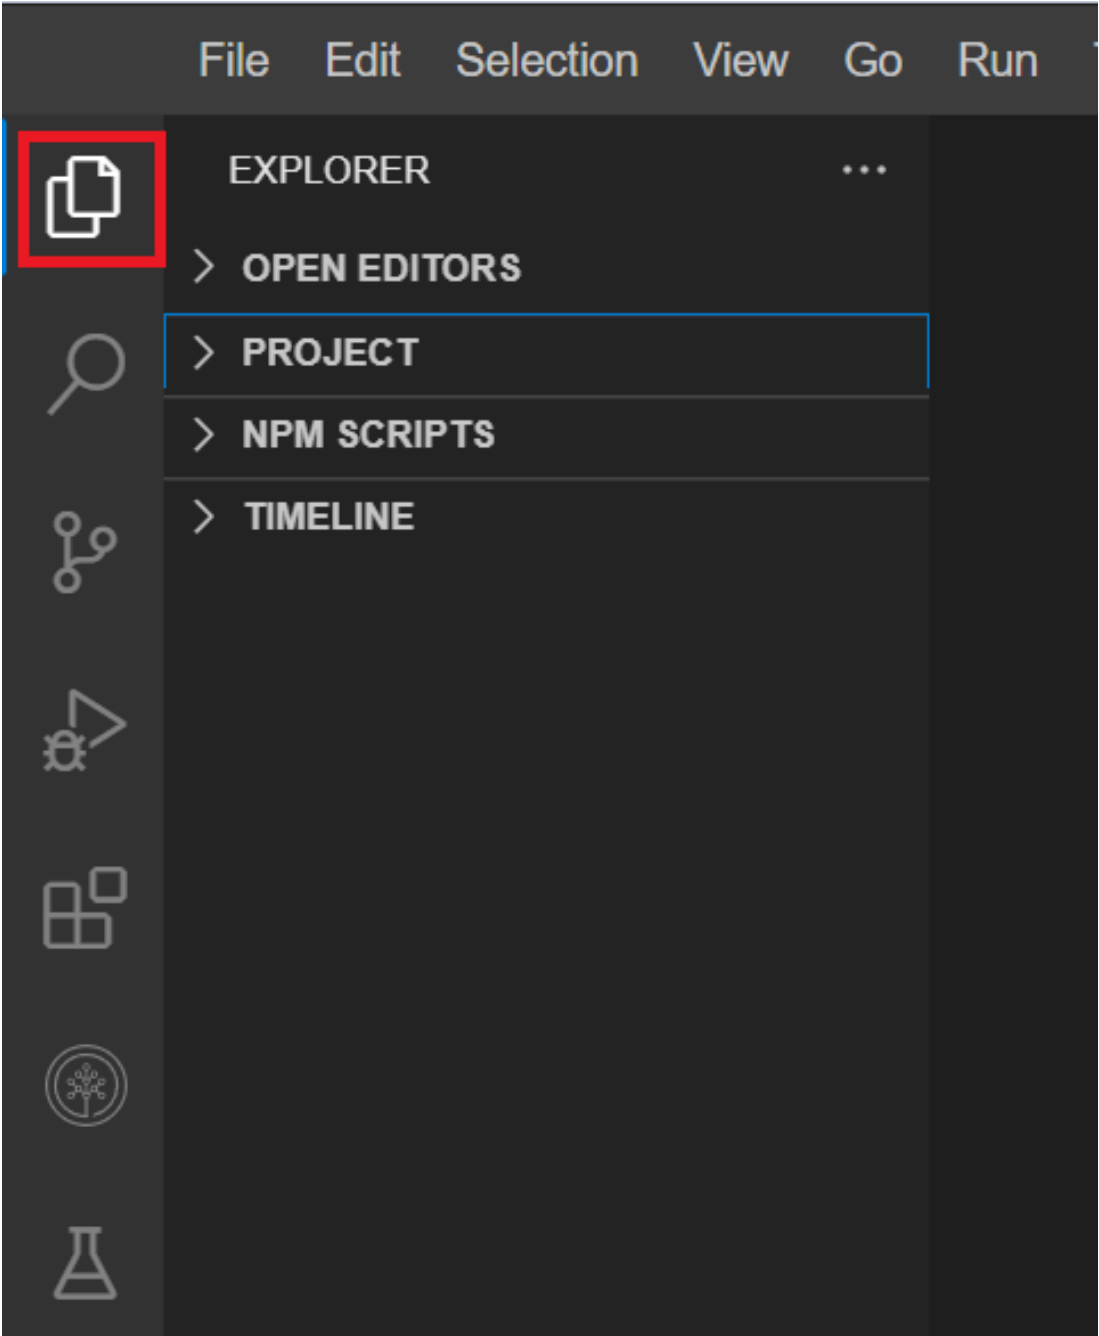 File Edit Selection View Go Run
EXPLORER
OPEN EDITORS
PROJECT
NPM SCRIPTS
TIMELINE